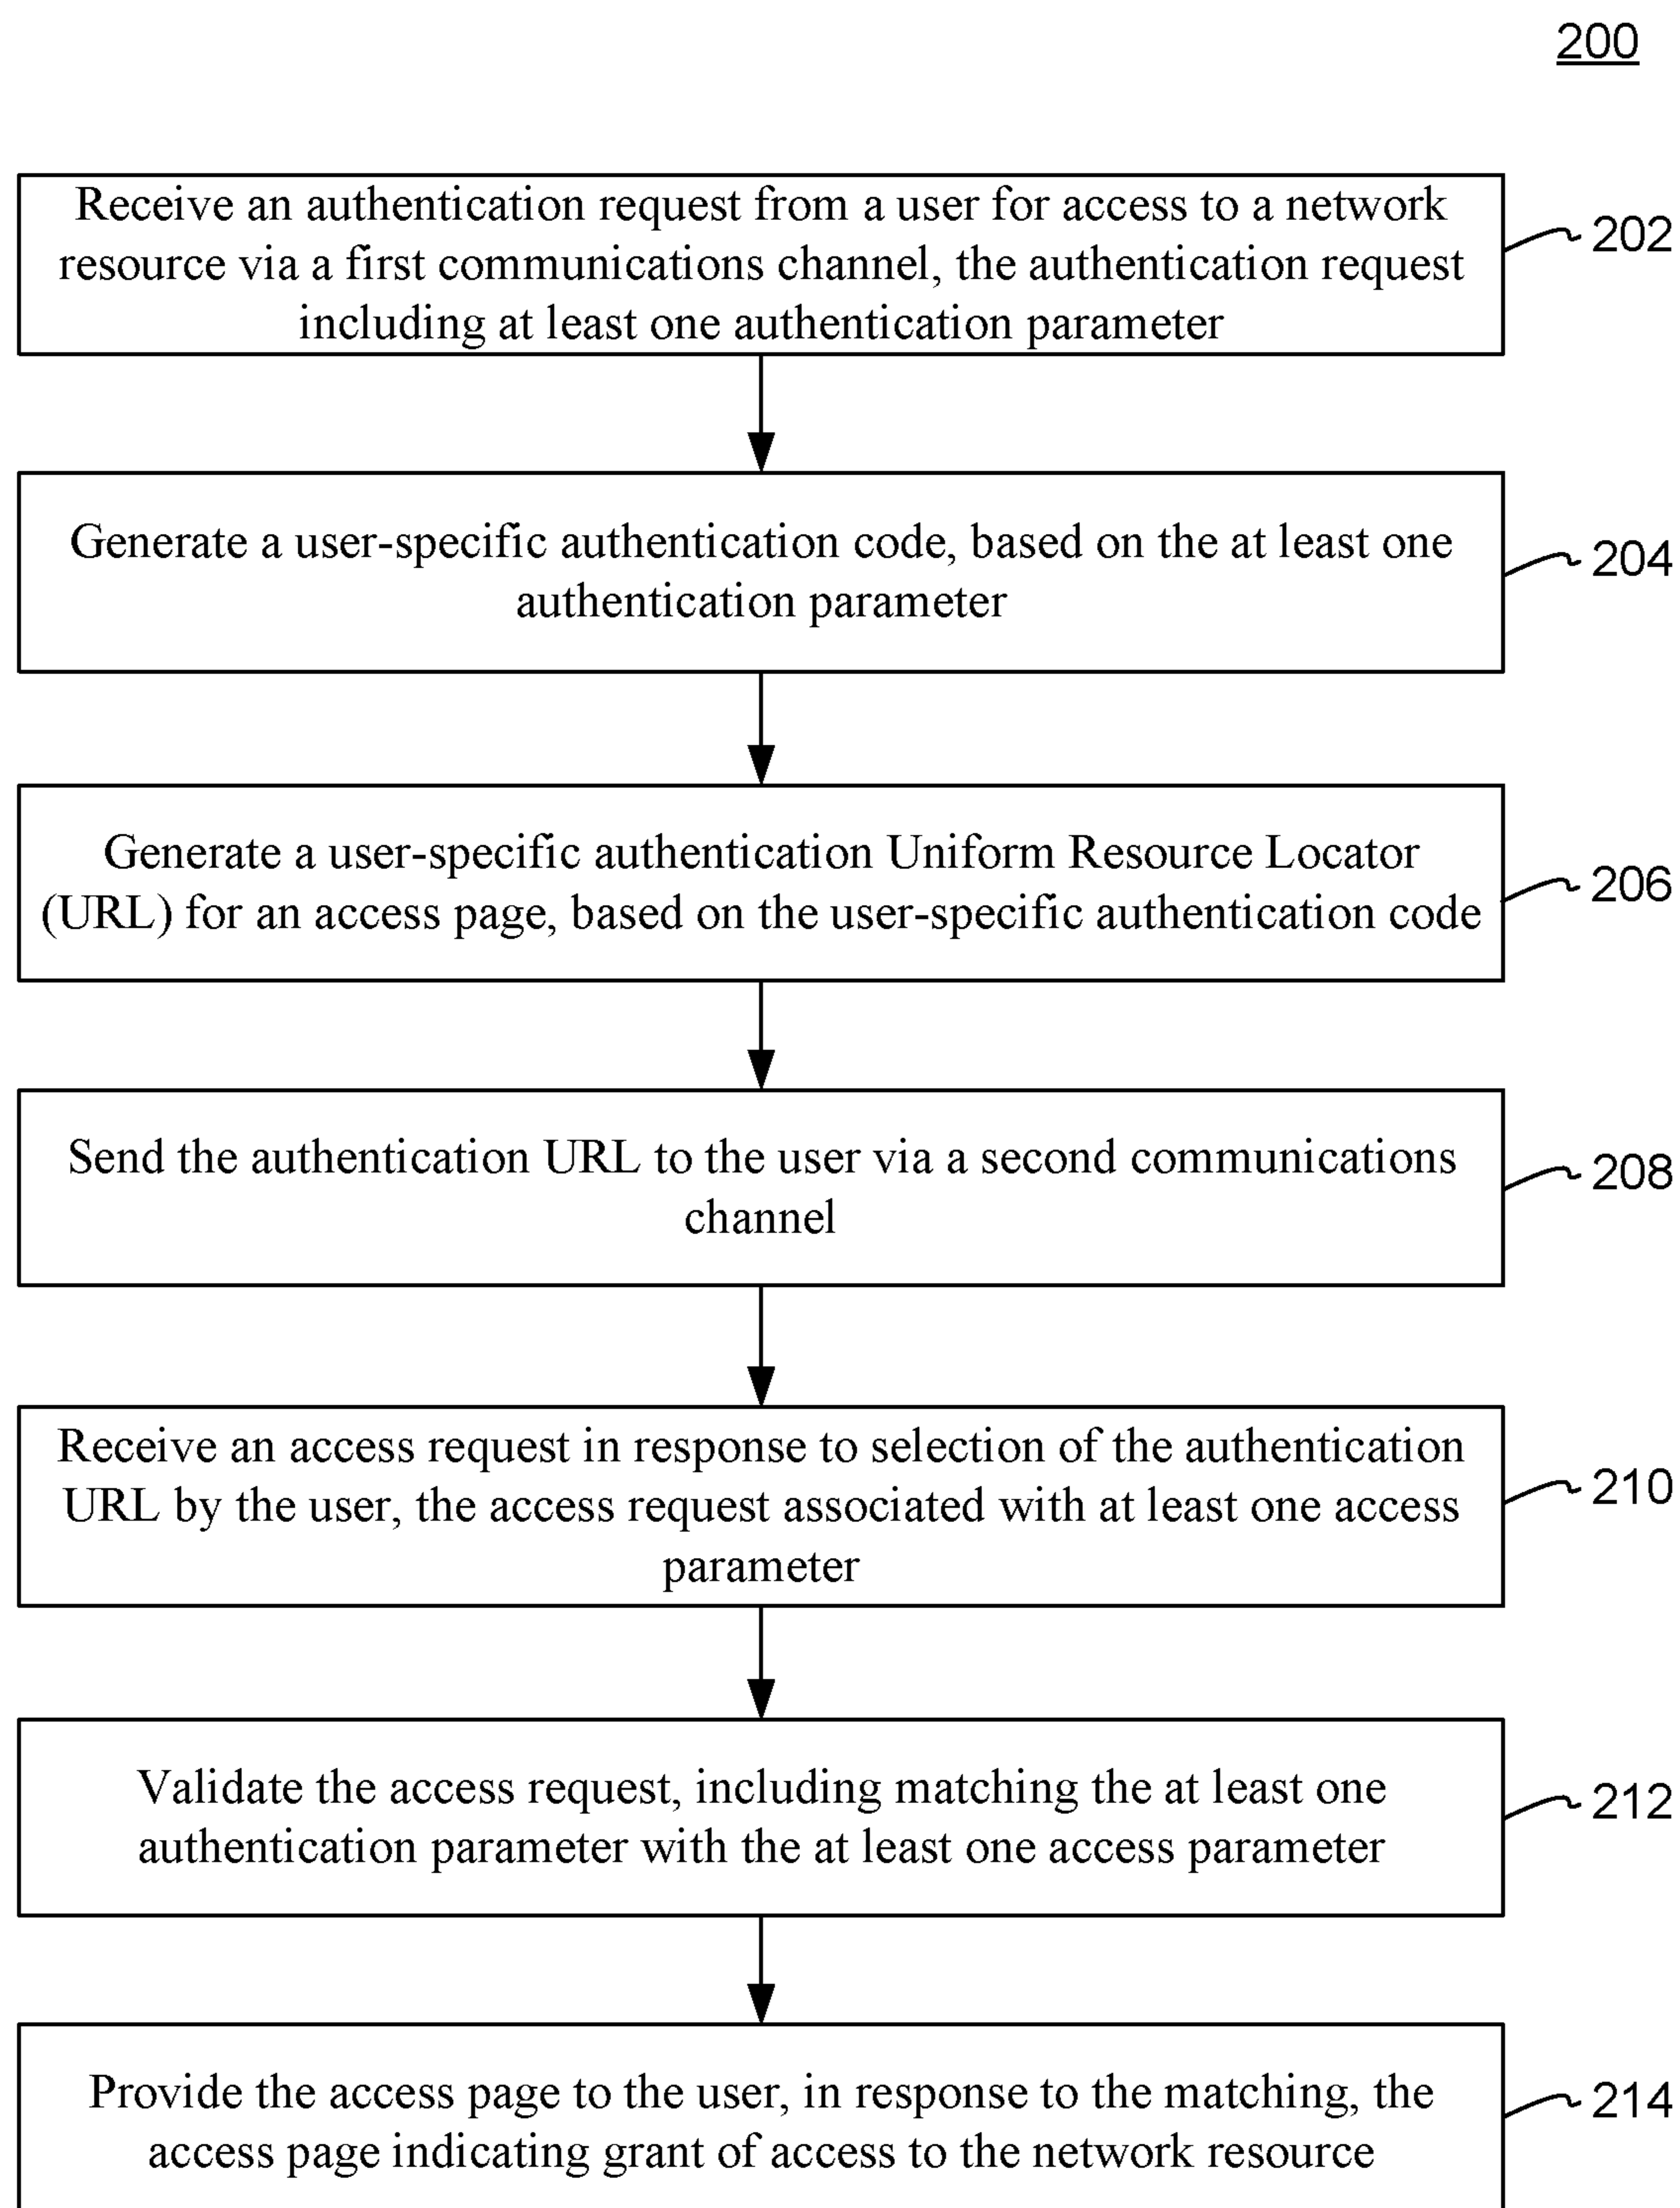 200
Receive an authentication request from a user for access to a network
resource via a first communications channel, the authentication request
including at least one authentication parameter
202
Generate a user-specific authentication code, based on the at least one
authentication parameter
204
Generate a user-specific authentication Uniform Resource Locator
(URL) for an access page, based on the user-specific authentication code
206
Send the authentication URL to the user via a second communications
channel
208
Receive an access request in response to selection of the authentication
URL by the user, the access request associated with at least one access
parameter
210
Validate the access request, including matching the at least one
authentication parameter with the at least one access parameter
212
Provide the access page to the user, in response to the matching, the
access page indicating grant of access to the network resource
214